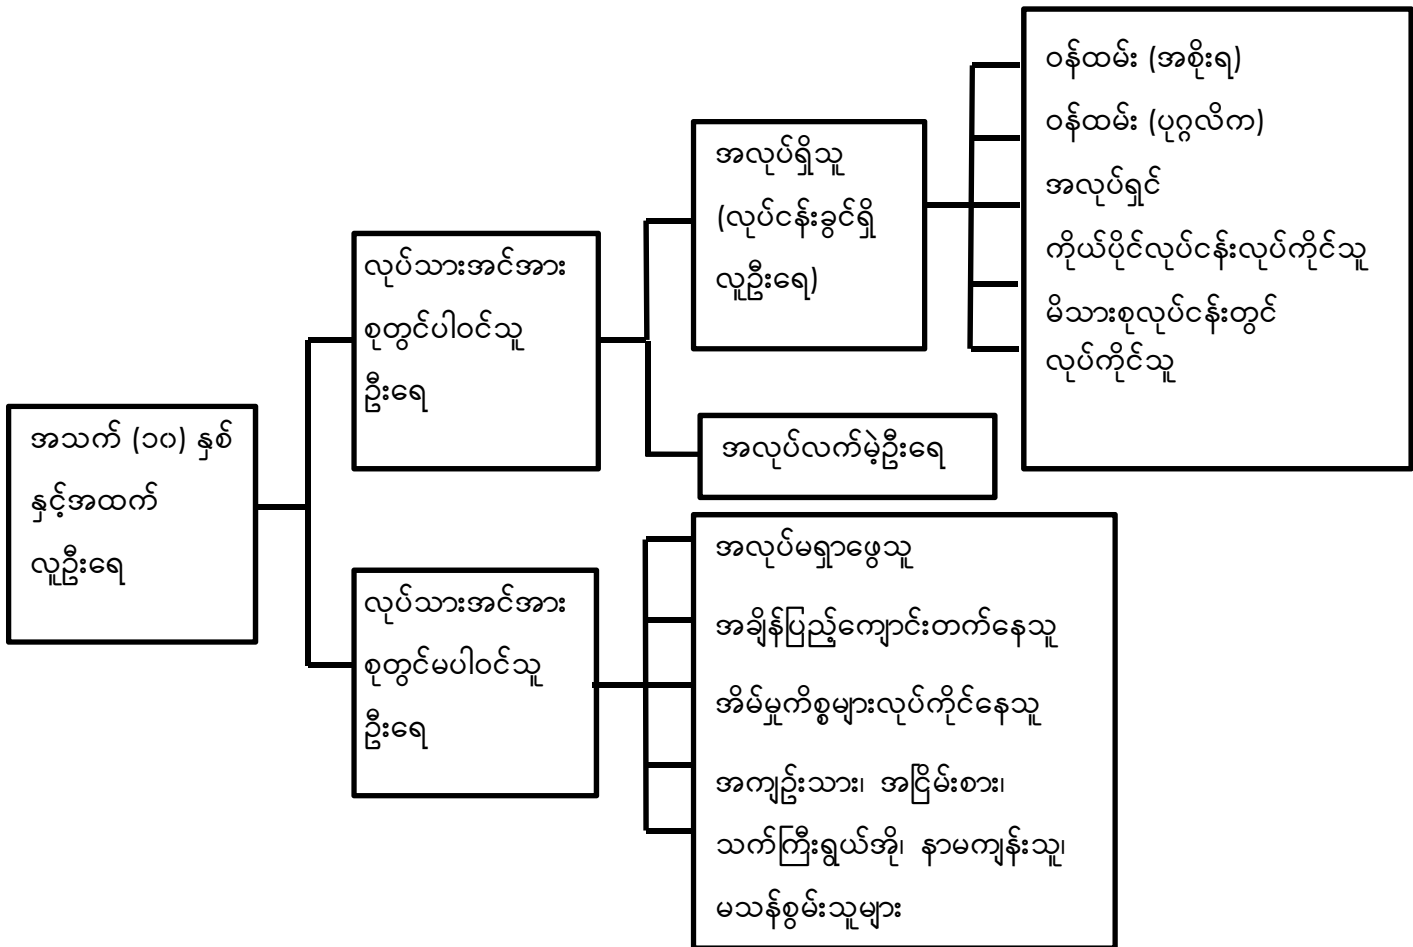 အသက် (၁၀) နှစ်
နှင့်အထက်
လူဦးရေ
လုပ်သားအင်အား
စုတွင်ပါဝင်သူ
ဦးရေ
အလုပ်ရှိသူ
(လုပ်ငန်းခွင်ရှိ
လူဦးရေ)
ဝန်ထမ်း (အစိုးရ)
ဝန်ထမ်း (ပုဂ္ဂလိက)
အလုပ်ရှင်
ကိုယ်ပိုင်လုပ်ငန်းလုပ်ကိုင်သူ
မိသားစုလုပ်ငန်းတွင်
လုပ်ကိုင်သူ
အလုပ်လက်မဲ့ဦးရေ
လုပ်သားအင်အား
စုတွင်မပါဝင်သူ
ဦးရေ
အလုပ်မရှာဖွေသူ
အချိန်ပြည့်ကျောင်းတက်နေသူ
အိမ်မှုကိစ္စများလုပ်ကိုင်နေသူ
အကျဉ်းသား၊ အငြိမ်းစား၊
သက်ကြီးရွယ်အို၊ နာမကျန်းသူ၊
မသန်စွမ်းသူများ